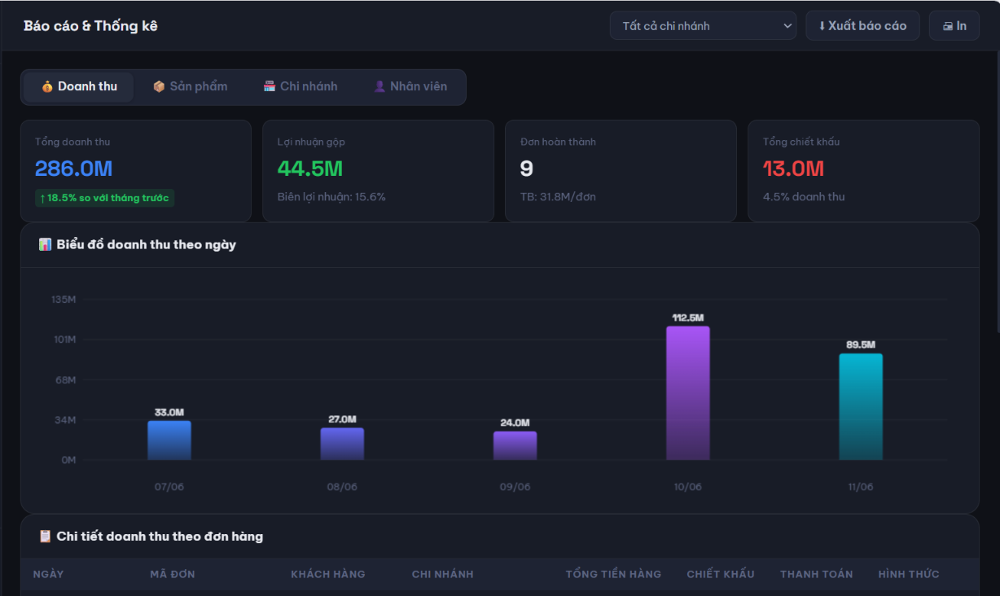 Báo cáo & Thống kê
Tất cả chi nhánh
⬇ Xuất báo cáo
🖨 In
💰 Doanh thu
📦 Sản phẩm
🏪 Chi nhánh
👤 Nhân viên
Tổng doanh thu
286.0M
↑ 18.5% so với tháng trước
Lợi nhuận gộp
44.5M
Biên lợi nhuận: 15.6%
Đơn hoàn thành
9
TB: 31.8M/đơn
Tổng chiết khấu
13.0M
4.5% doanh thu
📊 Biểu đồ doanh thu theo ngày
135M
101M
68M
34M
0M
33.0M
27.0M
24.0M
112.5M
89.5M
07/06
08/06
09/06
10/06
11/06
📋 Chi tiết doanh thu theo đơn hàng
NGÀY MÃ ĐƠN KHÁCH HÀNG CHI NHÁNH TỔNG TIỀN HÀNG CHIẾT KHẤU THANH TOÁN HÌNH THỨC